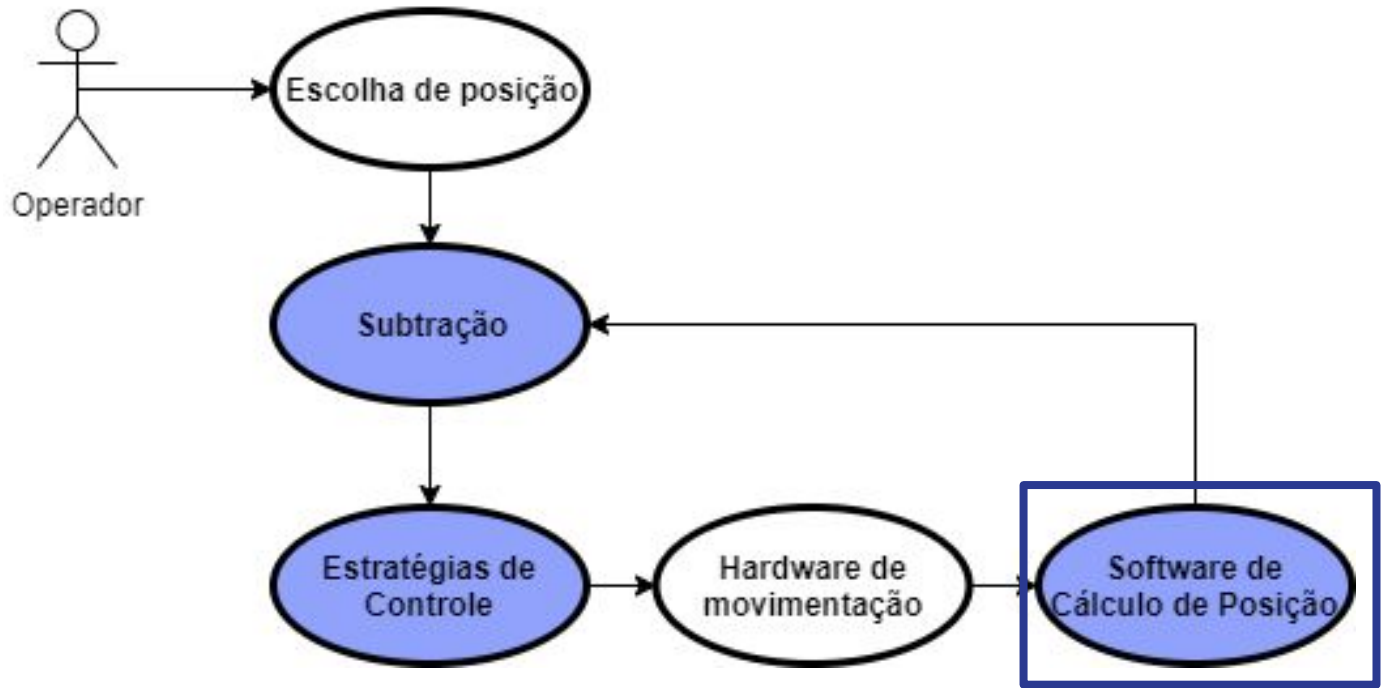 Escolha de posição
Operador
Subtração
Estratégias de
Controle
Hardware de
movimentação
Software de
Cálculo de Posição